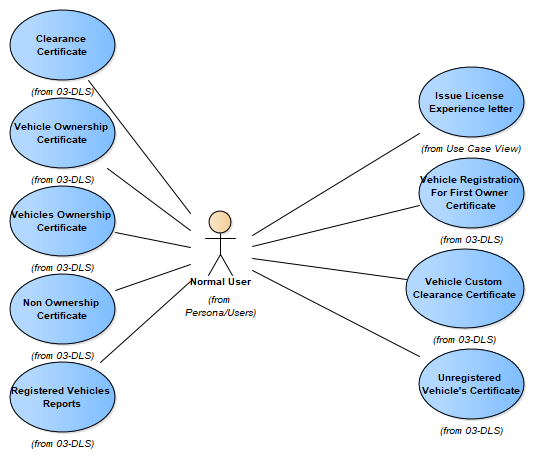 Clearance
Certificate
(from 03-DLS)
Vehicle Ownership
Certificate
(from 03-DLS)
Vehicles Ownership
Certificate
(from 03-DLS)
Non Ownership
Certificate
(from 03-DLS)
Registered Vehicles
Reports
(from 03-DLS)
Normal User
(from
Persona/Users)
Issue License
Experience letter
(from Use Case View)
Vehicle Registration
For First Owner
Certificate
(from 03-DLS)
Vehicle Custom
Clearance Certificate
(from 03-DLS)
Unregistered
Vehicle's Certificate
(from 03-DLS)